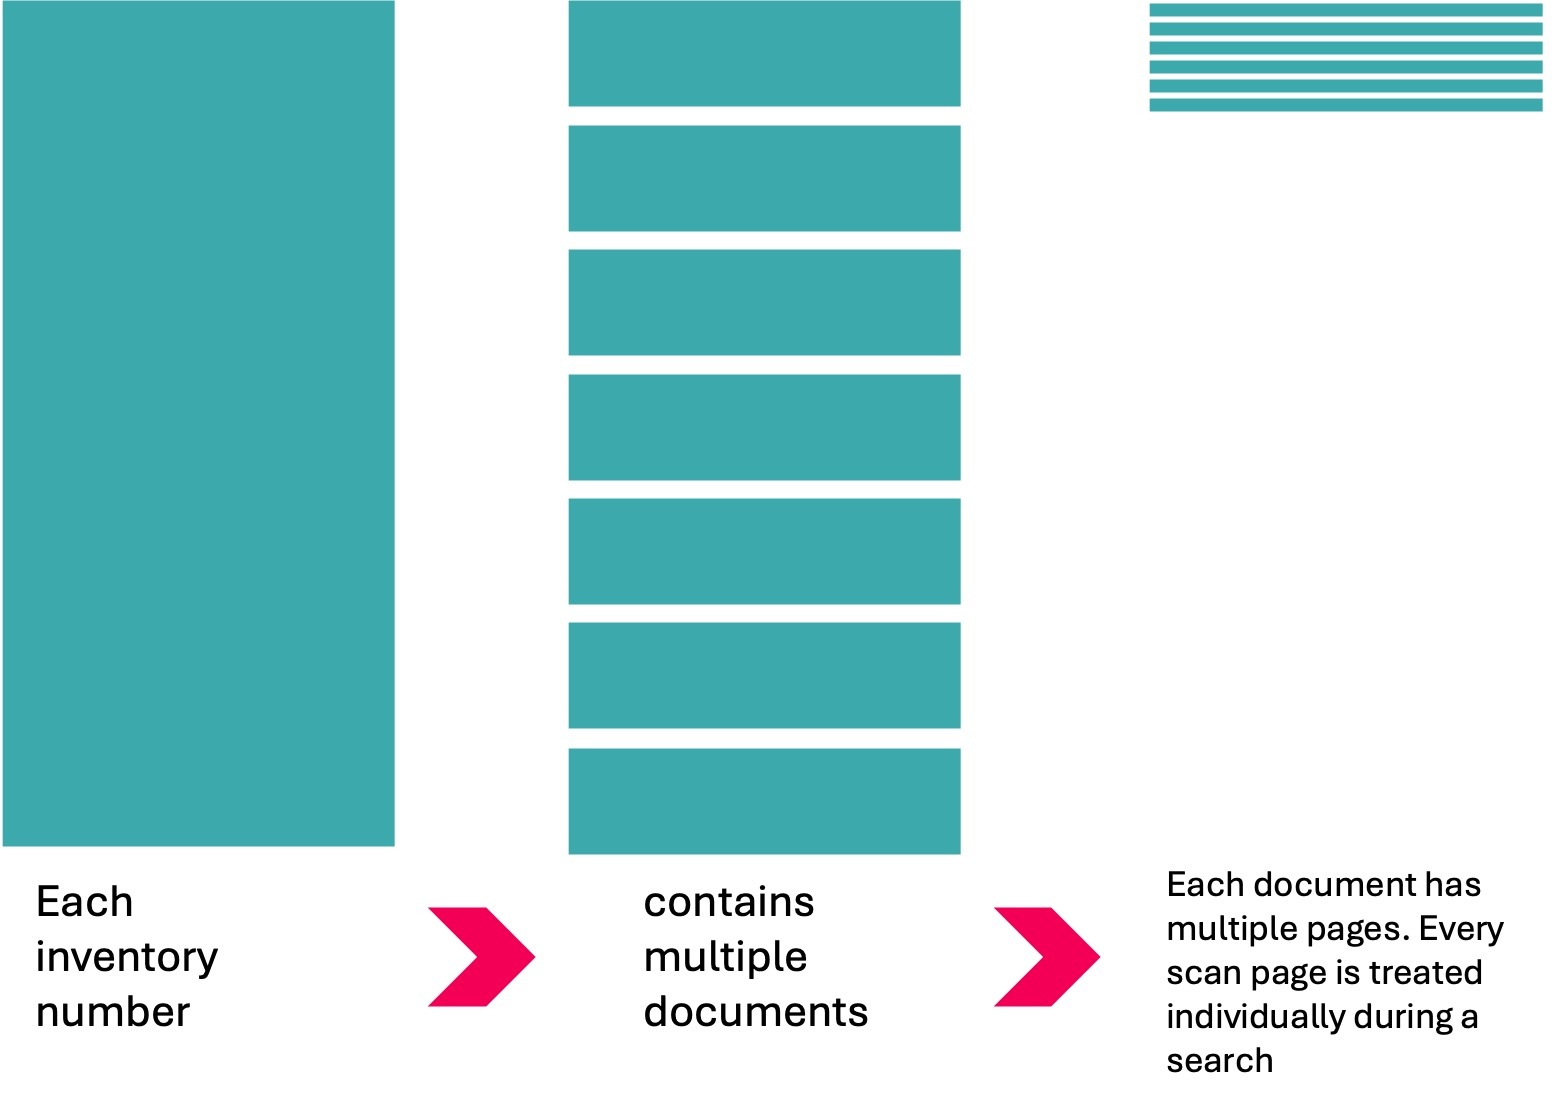 Each
inventory
number
contains
multiple
documents
Each document has
multiple pages. Every
scan page is treated
individually during a
search